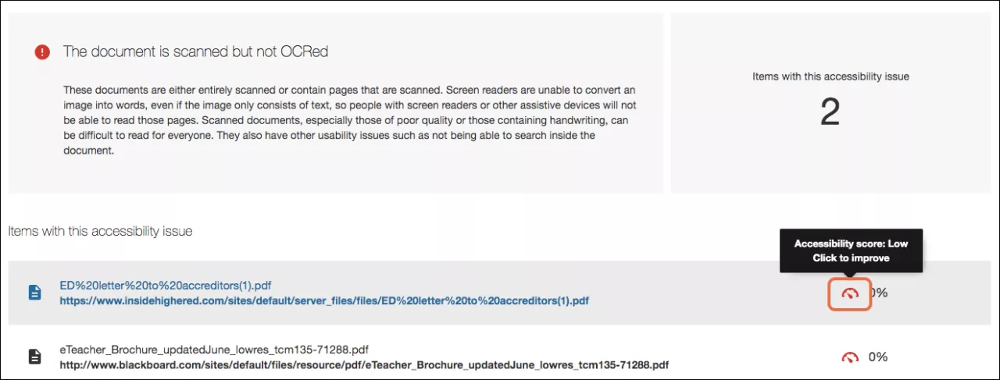 The document is scanned but not OCRed
These documents are either entirely scanned or contain pages that are scanned. Screen readers are unable to convert an
image into words, even if the image only consists of text, so people with screen readers or other assistive devices will not
be able to read those pages. Scanned documents, especially those of poor quality or those containing handwriting, can
be difficult to read for everyone. They also have other usability issues such as not being able to search inside the
document.
Items with this accessibility issue
2
Items with this accessibility issue
Accessibility score: Low
Click to improve
ED%20letter%20to%20accreditors(1).pdf
https://www.insidehighered.com/sites/default/server_files/files/ED%20letter%20to%20accreditors(1).pdf
0%
eTeacher_Brochure_updatedJune_lowres_tcm135-71288.pdf
http://www.blackboard.com/sites/default/files/resource/pdf/eTeacher_Brochure_updatedJune_lowres_tcm135-71288.pdf
0%